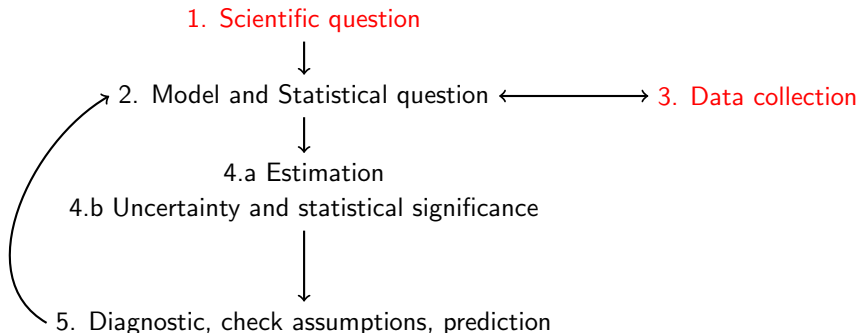 1. Scientific question
2. Model and Statistical question
3. Data collection
4.a Estimation
4.b Uncertainty and statistical significance
5. Diagnostic, check assumptions, prediction